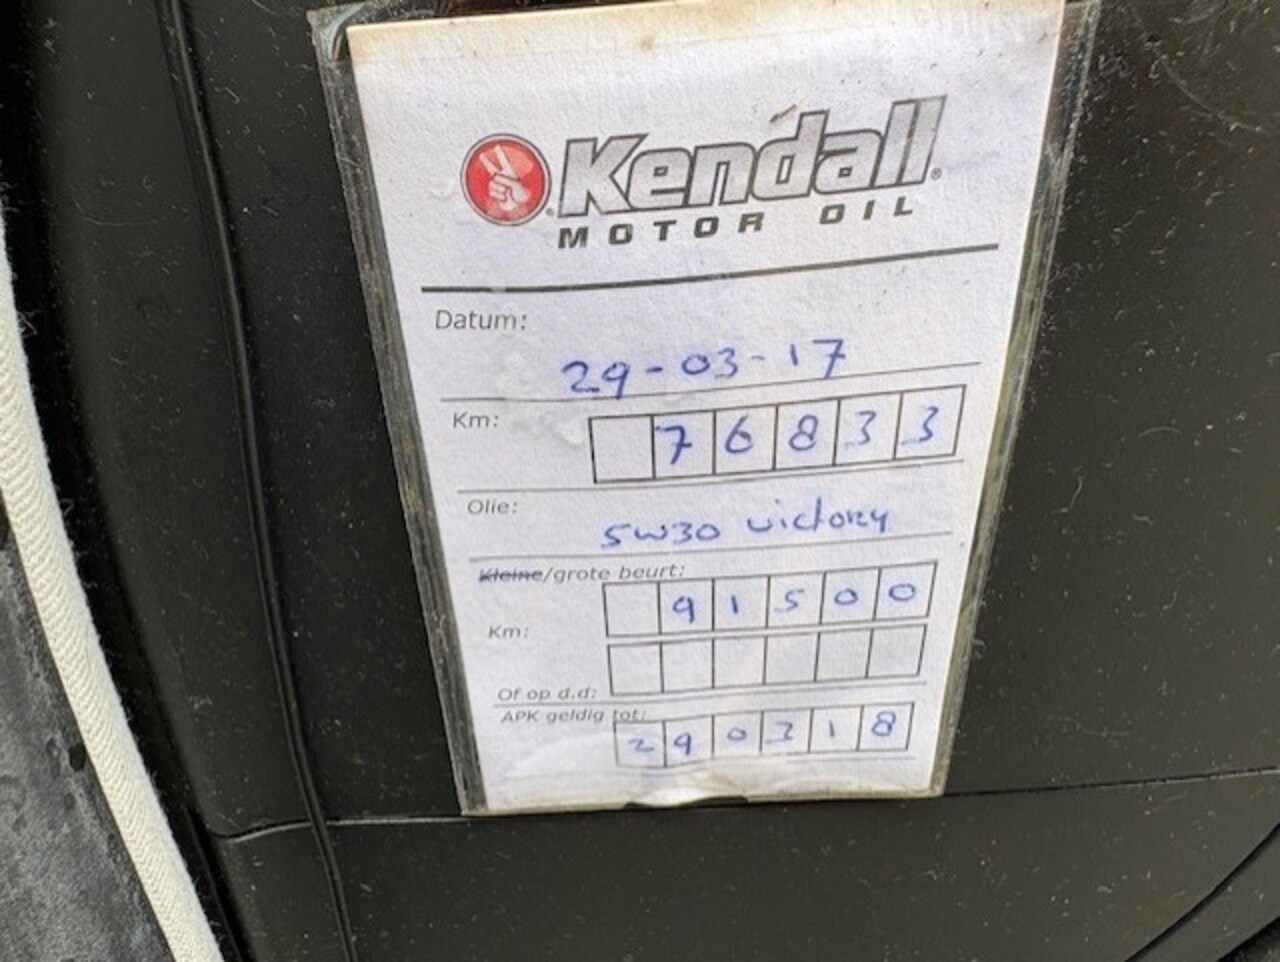 Kendall®
MOTOR OIL
Datum:
29-03-17
Km: 76833
Olie:
5w30 victory
Kleine/grote beurt:
Km: 91500
Of op d.d:
APK geldig tot:
290318